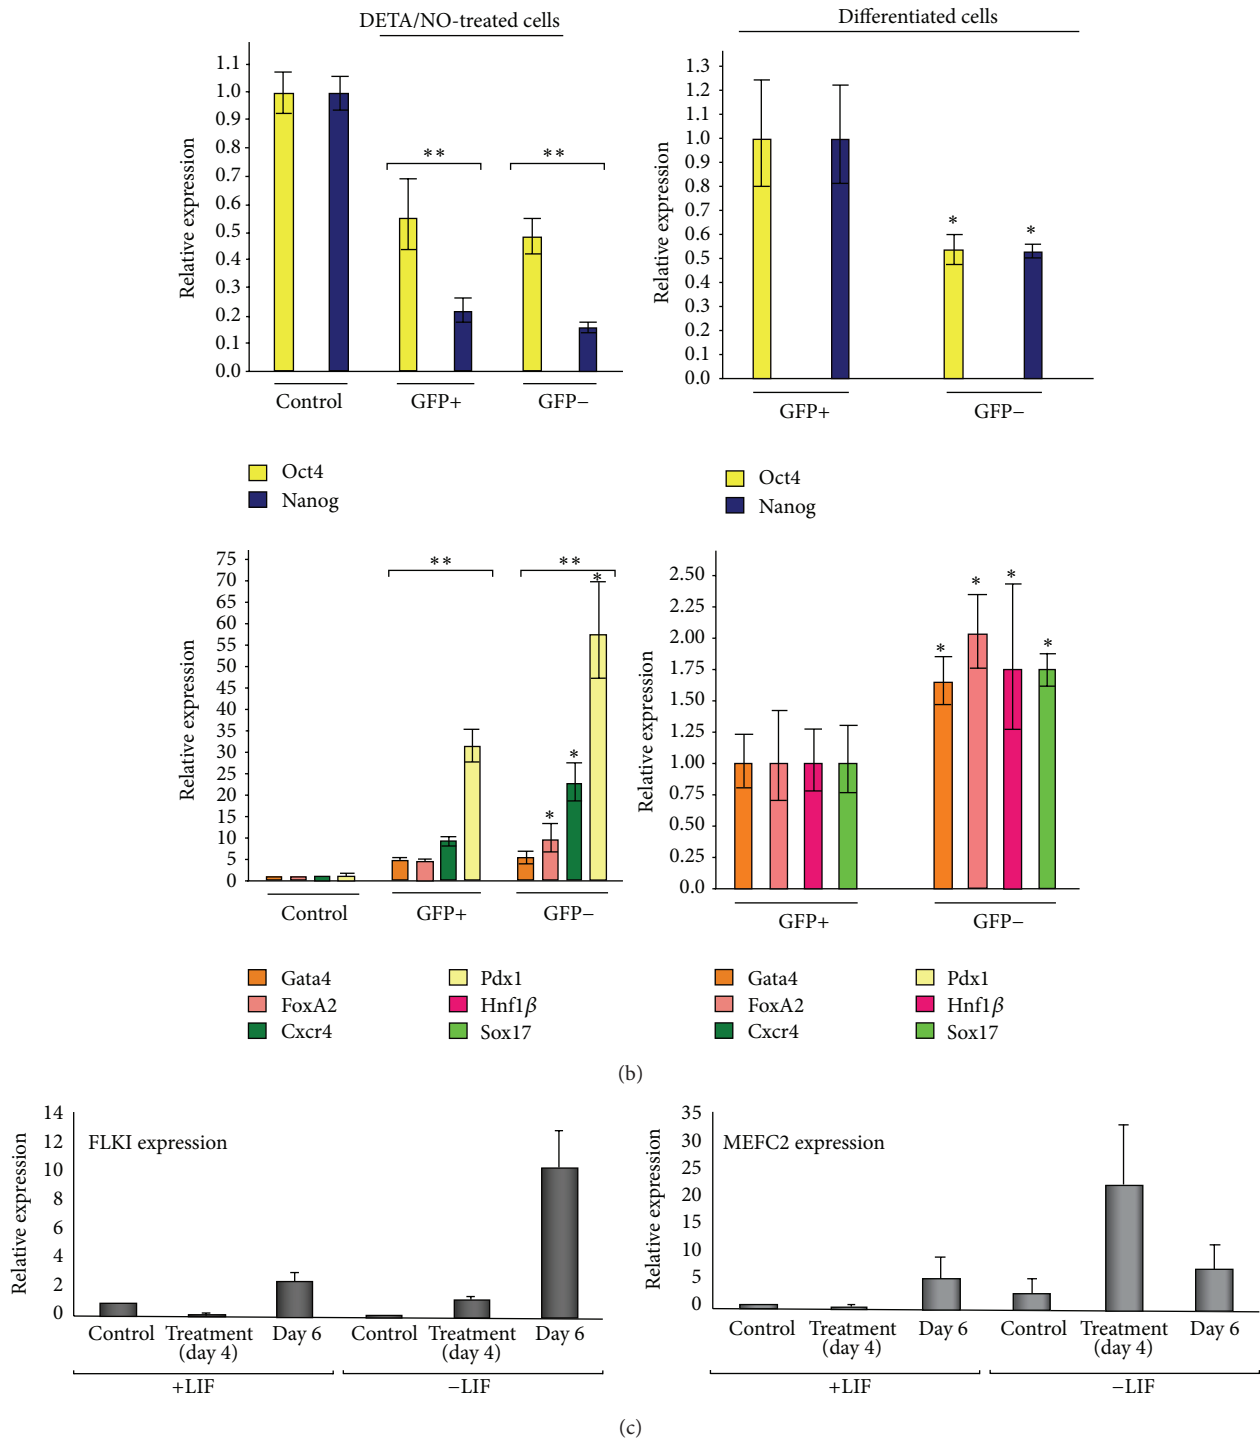 DETA/NO-treated cells
Relative expression
1.1
1.0
0.9
0.8
0.7
0.6
0.5
0.4
0.3
0.2
0.1
0.0
**
**
Control
GFP+
GFP−
Oct4
Nanog
Differentiated cells
Relative expression
1.3
1.2
1.1
1.0
0.9
0.8
0.7
0.6
0.5
0.4
0.3
0.2
0.1
0.0
*
*
GFP+
GFP−
Oct4
Nanog
Relative expression
75
70
65
60
55
50
45
40
35
30
25
20
15
10
5
0
**
**
*
*
*
Control
GFP+
GFP−
Gata4
FoxA2
Cxcr4
Pdx1
Hnf1β
Sox17
Relative expression
2.50
2.25
2.00
1.75
1.50
1.25
1.00
0.75
0.50
0.25
0.0
*
*
*
*
GFP+
GFP−
Gata4
FoxA2
Cxcr4
Pdx1
Hnf1β
Sox17
(b)
Relative expression
14
12
10
8
6
4
2
0
FLKI expression
Control
Treatment
(day 4)
Day 6
Control
Treatment
(day 4)
Day 6
+LIF
−LIF
Relative expression
35
30
25
20
15
10
5
0
MEFC2 expression
Control
Treatment
(day 4)
Day 6
Control
Treatment
(day 4)
Day 6
+LIF
−LIF
(c)